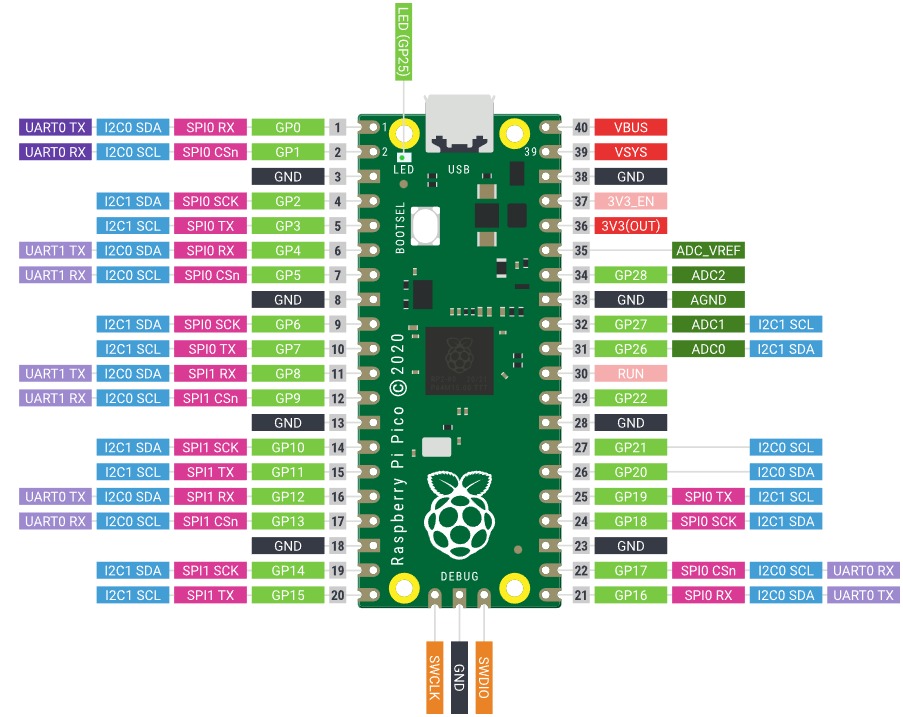 LED (GP25)
UART0 TX I2C0 SDA SPI0 RX GP0 1 1 40 VBUS
UART0 RX I2C0 SCL SPI0 CSn GP1 2 2 39 39 VSYS
LED USB
GND 3 38 GND
I2C1 SDA SPI0 SCK GP2 4 37 3V3_EN
I2C1 SCL SPI0 TX GP3 5 36 3V3(OUT)
BOOTSEL
UART1 TX I2C0 SDA SPI0 RX GP4 6 35 ADC_VREF
UART1 RX I2C0 SCL SPI0 CSn GP5 7 34 GP28 ADC2
GND 8 33 GND AGND
I2C1 SDA SPI0 SCK GP6 9 32 GP27 ADC1 I2C1 SCL
I2C1 SCL SPI0 TX GP7 10 31 GP26 ADC0 I2C1 SDA
UART1 TX I2C0 SDA SPI1 RX GP8 11 30 RUN
UART1 RX I2C0 SCL SPI1 CSn GP9 12 29 GP22
GND 13 28 GND
I2C1 SDA SPI1 SCK GP10 14 27 GP21 I2C0 SCL
I2C1 SCL SPI1 TX GP11 15 26 GP20 I2C0 SDA
UART0 TX I2C0 SDA SPI1 RX GP12 16 25 GP19 SPI0 TX I2C1 SCL
UART0 RX I2C0 SCL SPI1 CSn GP13 17 24 GP18 SPI0 SCK I2C1 SDA
GND 18 23 GND
I2C1 SDA SPI1 SCK GP14 19 22 GP17 SPI0 CSn I2C0 SCL UART0 RX
I2C1 SCL SPI1 TX GP15 20 21 GP16 SPI0 RX I2C0 SDA UART0 TX
Raspberry Pi Pico © 2020
DEBUG
SWCLK
GND
SWDIO